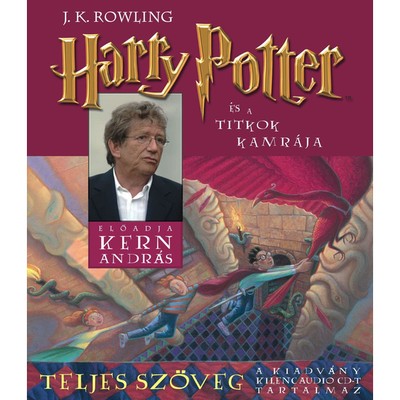 J. K. ROWLING
Harry Potter
ÉS A
TITKOK
KAMRÁJA
ELŐADJA
KERN
ANDRÁS
TELJES SZÖVEG
A KIADVÁNY
KILENC AUDIO CD-T
TARTALMAZ